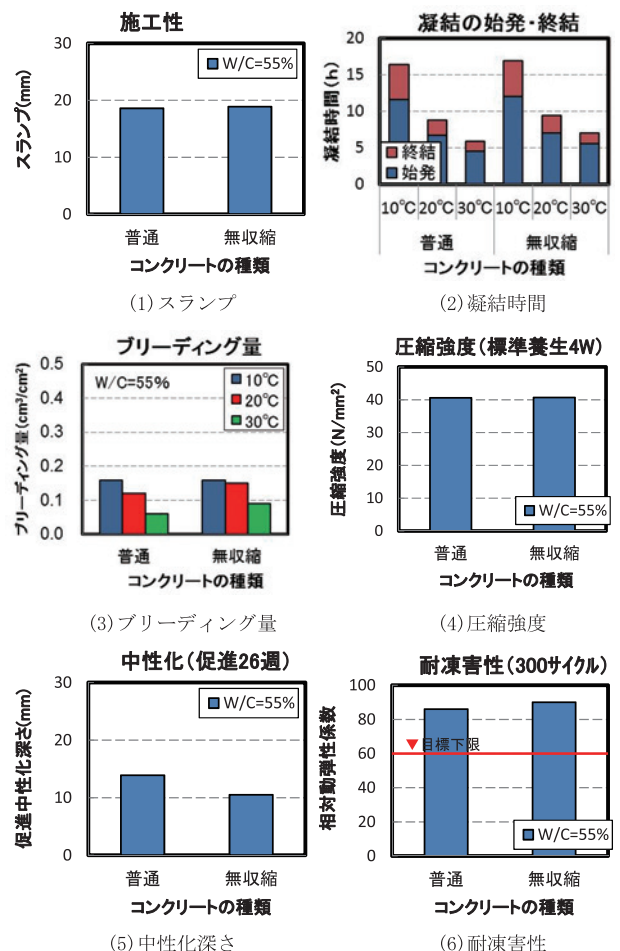 施工性
スランプ(mm)
30
20
10
0
W/C=55%
普通
無収縮
コンクリートの種類
(1)スランプ
凝結の始発・終結
凝結時間(h)
20
15
10
5
0
終結
始発
10℃ 20℃ 30℃ 10℃ 20℃ 30℃
普通
無収縮
コンクリートの種類
(2)凝結時間
ブリーディング量
ブリーディング量(cm³/cm²)
0.5
0.4
0.3
0.2
0.1
0.0
W/C=55%
10℃
20℃
30℃
普通
無収縮
コンクリートの種類
(3)ブリーディング量
圧縮強度(標準養生4W)
圧縮強度(N/mm²)
50
40
30
20
10
0
W/C=55%
普通
無収縮
コンクリートの種類
(4)圧縮強度
中性化(促進26週)
促進中性化深さ(mm)
30
20
10
0
W/C=55%
普通
無収縮
コンクリートの種類
(5)中性化深さ
耐凍害性(300サイクル)
相対動弾性係数
100
80
60
40
20
0
▼目標下限
W/C=55%
普通
無収縮
コンクリートの種類
(6)耐凍害性